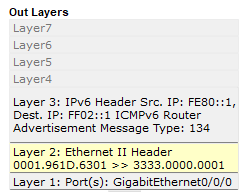 Out Layers
Layer7
Layer6
Layer5
Layer4
Layer 3: IPv6 Header Src. IP: FE80::1,
Dest. IP: FF02::1 ICMPv6 Router
Advertisement Message Type: 134
Layer 2: Ethernet II Header
0001.961D.6301 >> 3333.0000.0001
Layer 1: Port(s): GigabitEthernet0/0/0